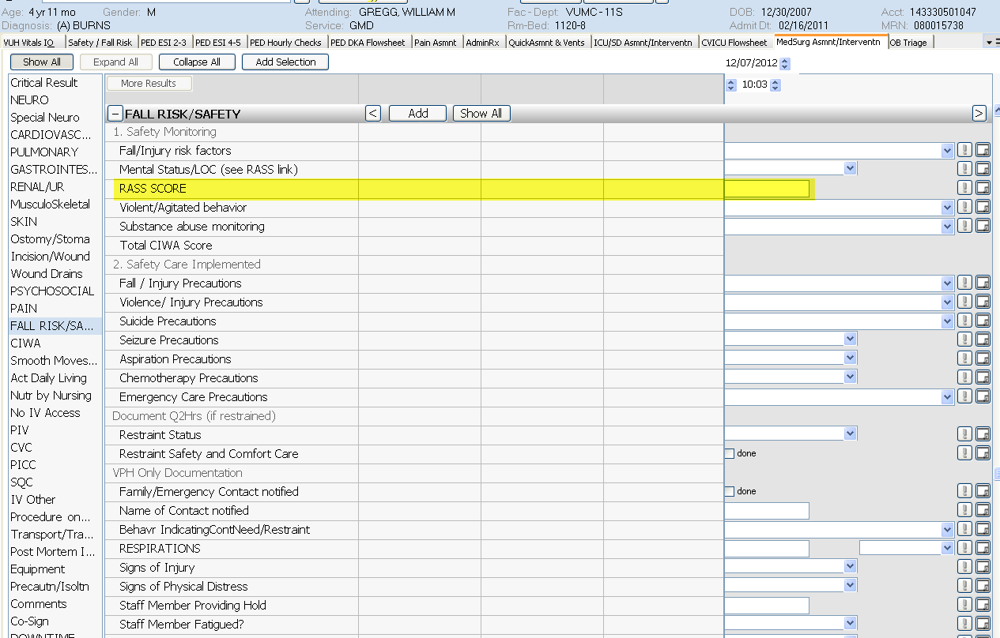 Age: 4 yr 11 mo Gender: M Attending: GREGG, WILLIAM M Fac-Dept: VUMC-11S DOB: 12/30/2007 Acct: 143330501047
Diagnosis: (A) BURNS Service: GMD Rm-Bed: 1120-8 Admit Dt: 02/16/2011 MRN: 080015738
VUH Vitals IO Safety / Fall Risk PED ESI 2-3 PED ESI 4-5 PED Hourly Checks PED DKA Flowsheet Pain Asmnt AdminRx QuickAsmnt & Vents ICU/SD Asmnt/Interventn CVICU Flowsheet MedSurg Asmnt/Interventn OB Triage
Show All Expand All Collapse All Add Selection 12/07/2012
Critical Result More Results 10:03
NEURO
Special Neuro - FALL RISK/SAFETY < Add Show All >
CARDIOVASC... 1. Safety Monitoring
PULMONARY Fall/Injury risk factors
GASTROINTES... Mental Status/LOC (see RASS link)
RENAL/UR RASS SCORE
MusculoSkeletal Violent/Agitated behavior
SKIN Substance abuse monitoring
Ostomy/Stoma Total CIWA Score
Incision/Wound 2. Safety Care Implemented
Wound Drains Fall / Injury Precautions
PSYCHOSOCIAL Violence/ Injury Precautions
PAIN
FALL RISK/SA... Suicide Precautions
CIWA Seizure Precautions
Smooth Moves... Aspiration Precautions
Act Daily Living Chemotherapy Precautions
Nutr by Nursing Emergency Care Precautions
No IV Access Document Q2Hrs (if restrained)
PIV Restraint Status
CVC Restraint Safety and Comfort Care done
PICC VPH Only Documentation
SQC Family/Emergency Contact notified done
IV Other Name of Contact notified
Procedure on...
Transport/Tra... Behavr IndicatingContNeed/Restraint
Post Mortem I... RESPIRATIONS
Equipment Signs of Injury
Precautn/Isoltn Signs of Physical Distress
Comments Staff Member Providing Hold
Co-Sign Staff Member Fatigued?
DOWNTIME